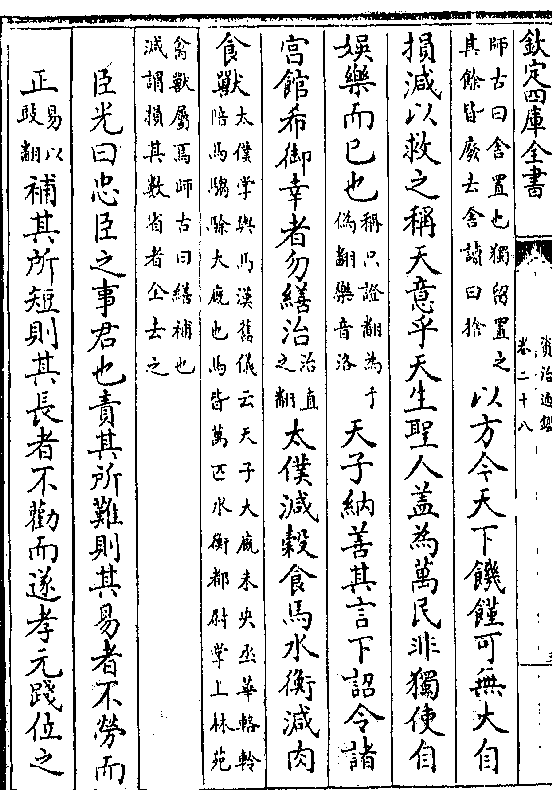 欽定四庫全書
資治通鑑
卷二十八
師古曰舍置也獨留置之
其餘皆廢去舍讀曰捨
以方今天下饑饉可無大自
損減以救之稱天意乎天生聖人蓋為萬民非獨使自
娛樂而已也
稱尺證翻為于
偽翻樂音洛
天子納善其言下詔令諸
宮館希御幸者勿繕治
治直
之翻
太僕減穀食馬水衡減肉
食獸
太僕掌輿馬漢舊儀云天子大廐未央丞華輅軨
騊駼大廐也馬皆萬匹水衡都尉掌上林苑
禽獸屬焉師古曰繕補也
減謂損其數省者全去之
臣光曰忠臣之事君也責其所難則其易者不勞而
正
易以
豉翻
補其所短則其長者不勸而遂孝元踐位之